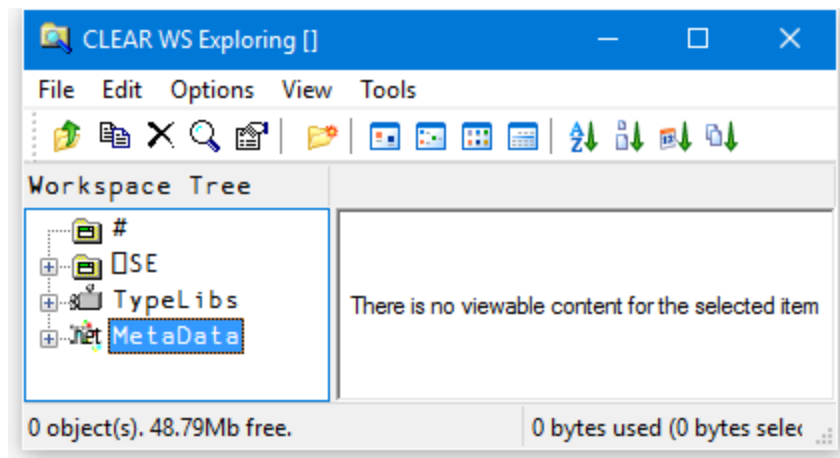 CLEAR WS Exploring []
File Edit Options View Tools
Workspace Tree
#
⎕SE
TypeLibs
MetaData
There is no viewable content for the selected item
0 object(s). 48.79Mb free.
0 bytes used (0 bytes selec